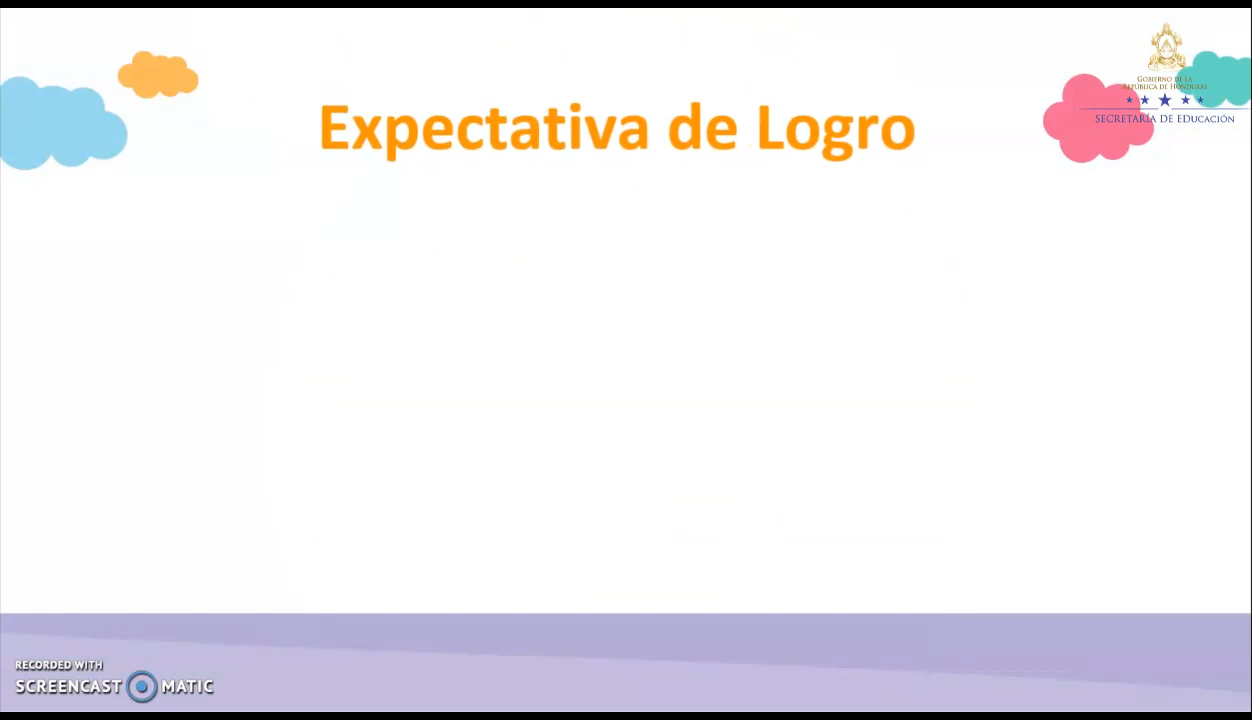 Expectativa de Logro
GOBIERNO DE LA
REPÚBLICA DE HONDURAS
SECRETARÍA DE EDUCACIÓN
RECORDED WITH
SCREENCAST MATIC